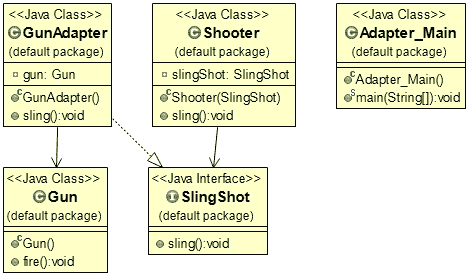 <<Java Class>>
GunAdapter
(default package)
gun: Gun
GunAdapter()
sling():void
<<Java Class>>
Shooter
(default package)
slingShot: SlingShot
Shooter(SlingShot)
sling():void
<<Java Class>>
Adapter_Main
(default package)
Adapter_Main()
main(String[]):void
<<Java Class>>
Gun
(default package)
Gun()
fire():void
<<Java Interface>>
SlingShot
(default package)
sling():void